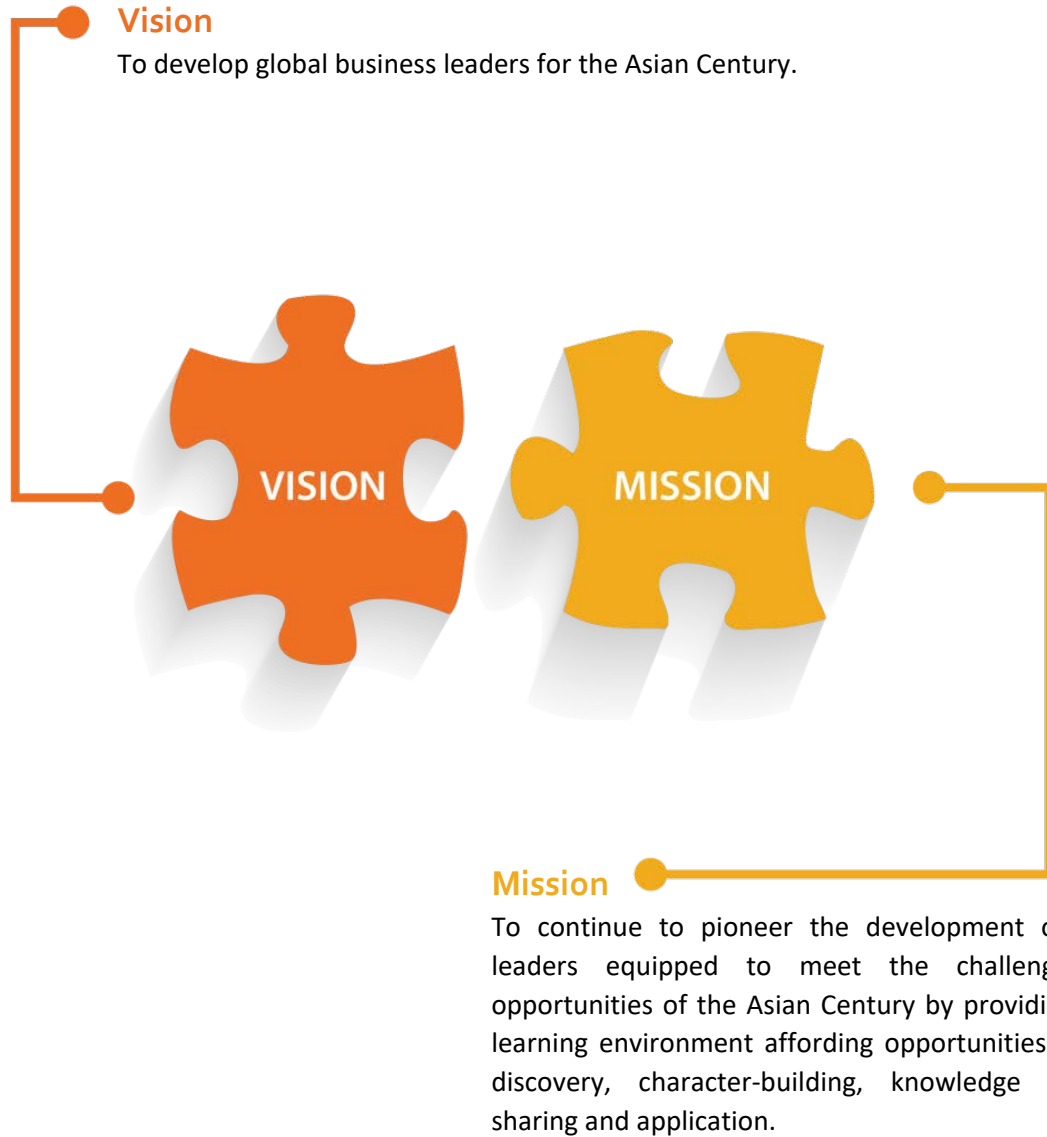 Vision
To develop global business leaders for the Asian Century.
VISION
MISSION
Mission
To continue to pioneer the development
leaders equipped to meet the
opportunities of the Asian Century by
learning environment affording opportunities
discovery, character-building, knowledge
sharing and application.